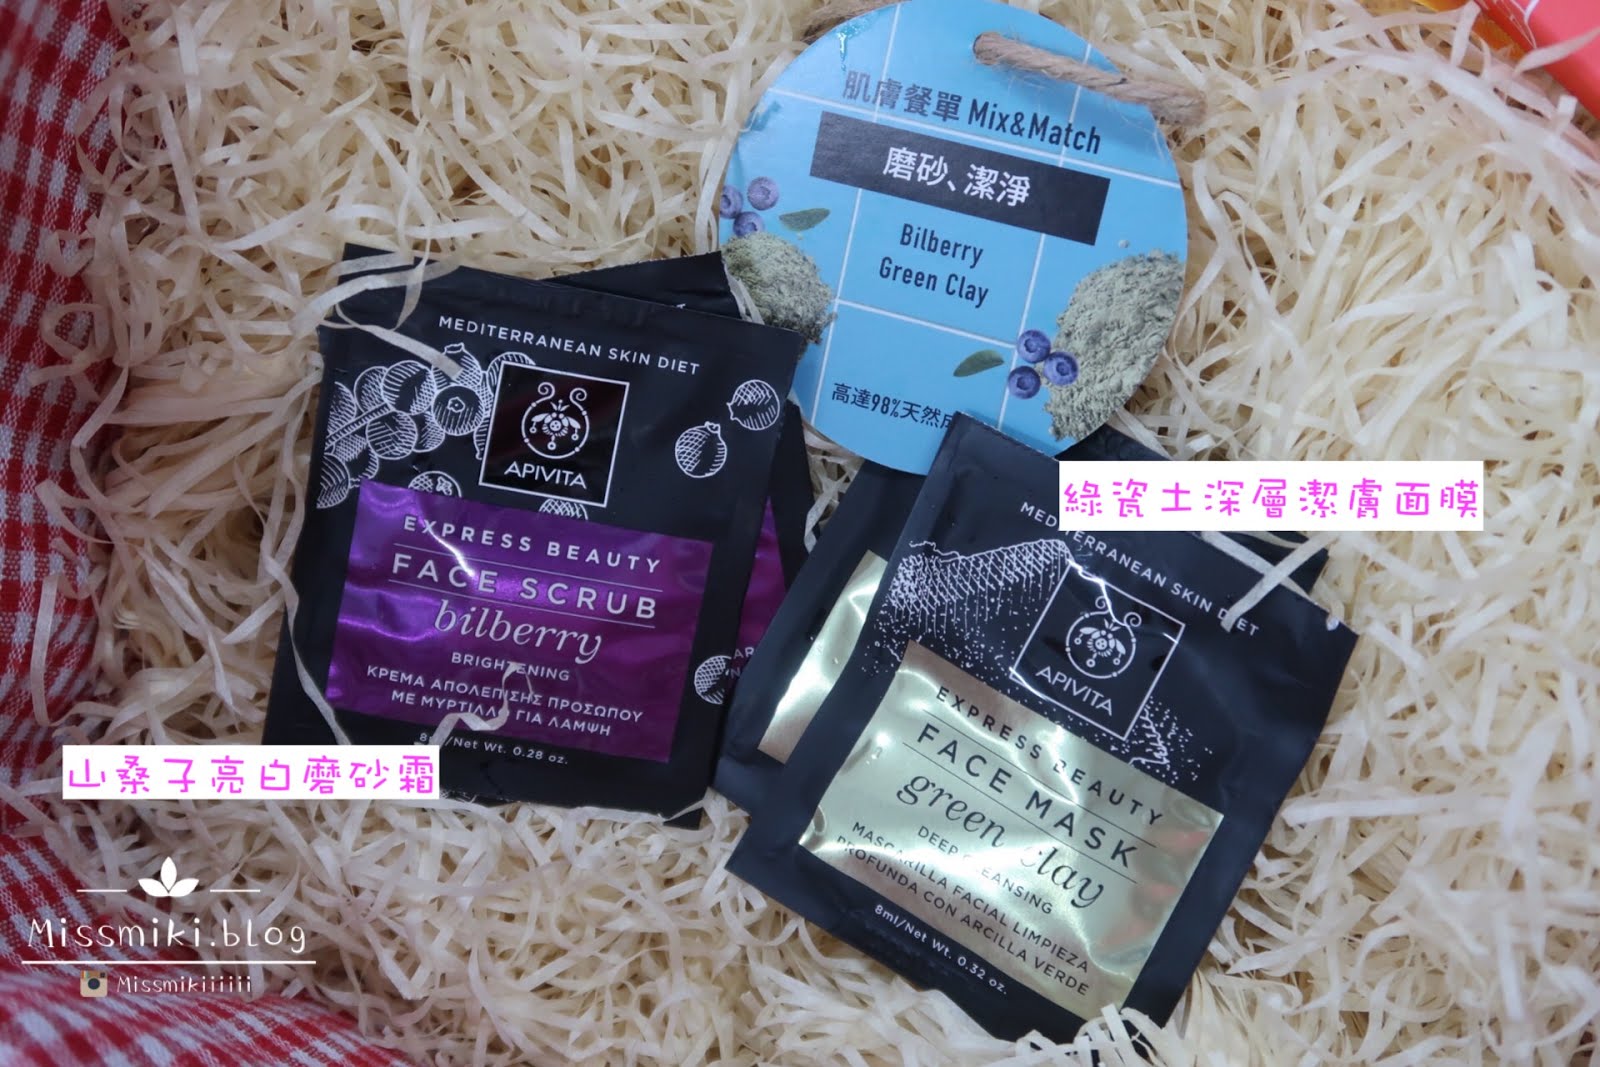 肌膚餐單 Mix&Match
磨砂、潔淨
Bilberry
Green Clay
高達98%天然成
MEDITERRANEAN SKIN DIET
APIVITA
EXPRESS BEAUTY
FACE SCRUB
bilberry
BRIGHTENING
ΚΡΕΜΑ ΑΠΟΛΕΠΙΣΗΣ ΠΡΟΣΩΠΟΥ
ΜΕ ΜΥΡΤΙΛΛΟ ΓΙΑ ΛΑΜΨΗ
8ml/Net Wt. 0.28 oz.
山桑子亮白磨砂霜
綠瓷土深層潔膚面膜
MEDITERRANEAN SKIN DIET
APIVITA
EXPRESS BEAUTY
FACE MASK
green clay
DEEP CLEANSING
MASCARILLA FACIAL LIMPIEZA
PROFUNDA CON ARCILLA VERDE
8ml/Net Wt. 0.32 oz.
Missmiki.blog
Missmikiiiiii